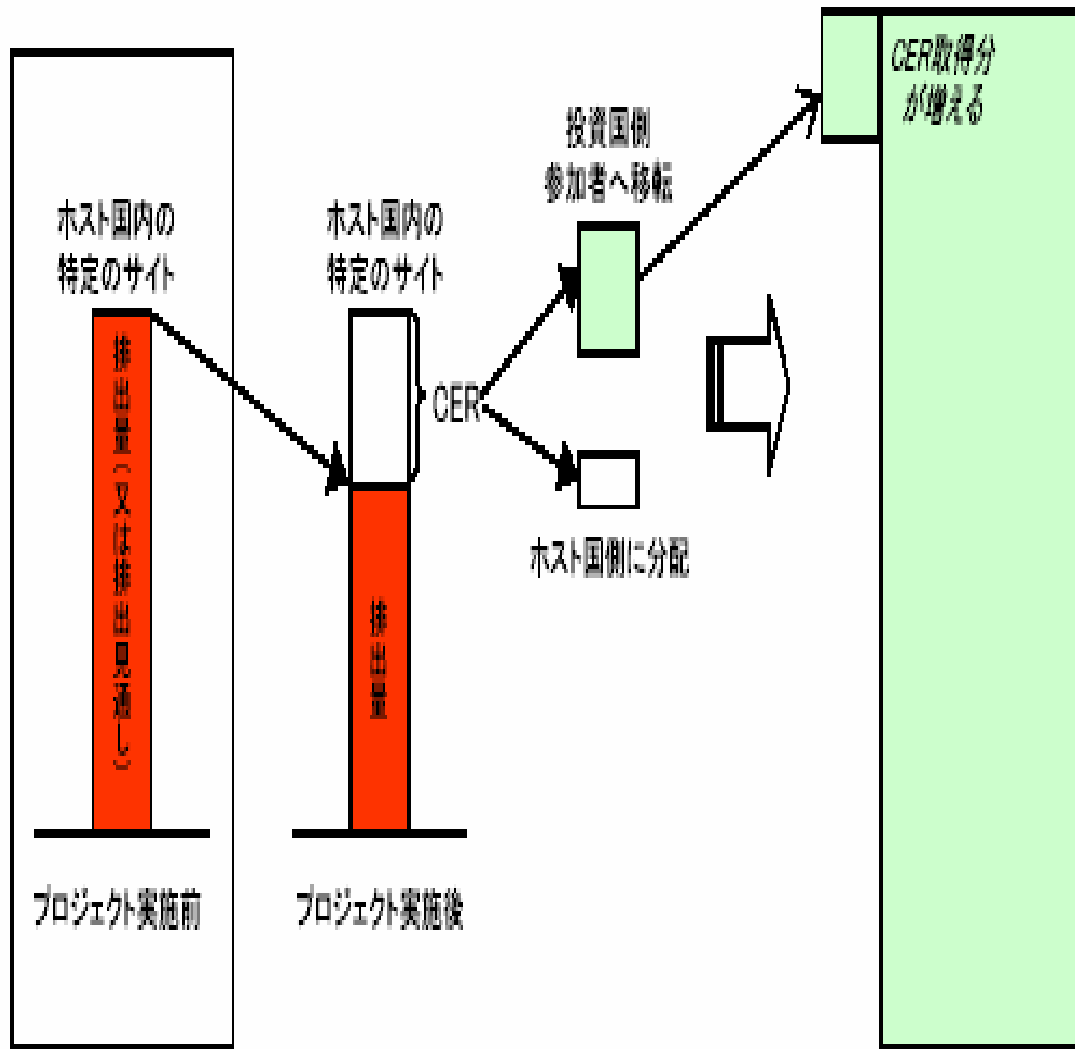 ホスト国内の
特定のサイト
排出量(又は排出見通し)
プロジェクト実施前
ホスト国内の
特定のサイト
排出量
プロジェクト実施後
CER
投資国側
参加者へ移転
ホスト国側に分配
CER取得分
が増える